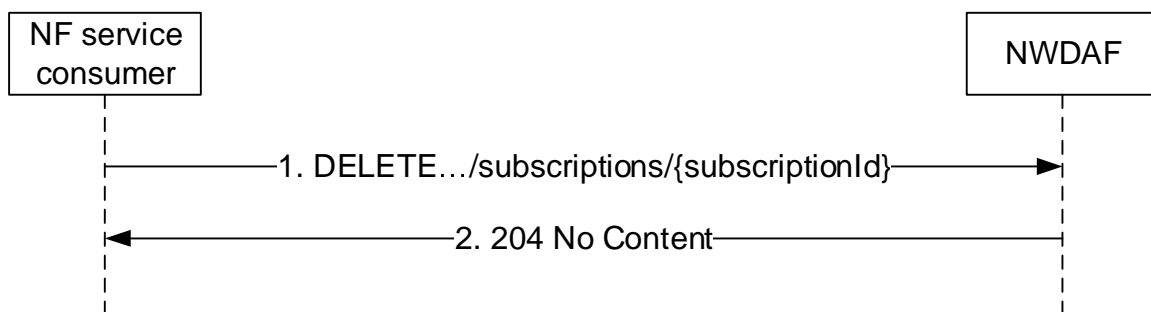 NF service
consumer
NWDAF
1. DELETE…/subscriptions/{subscriptionId}
2. 204 No Content